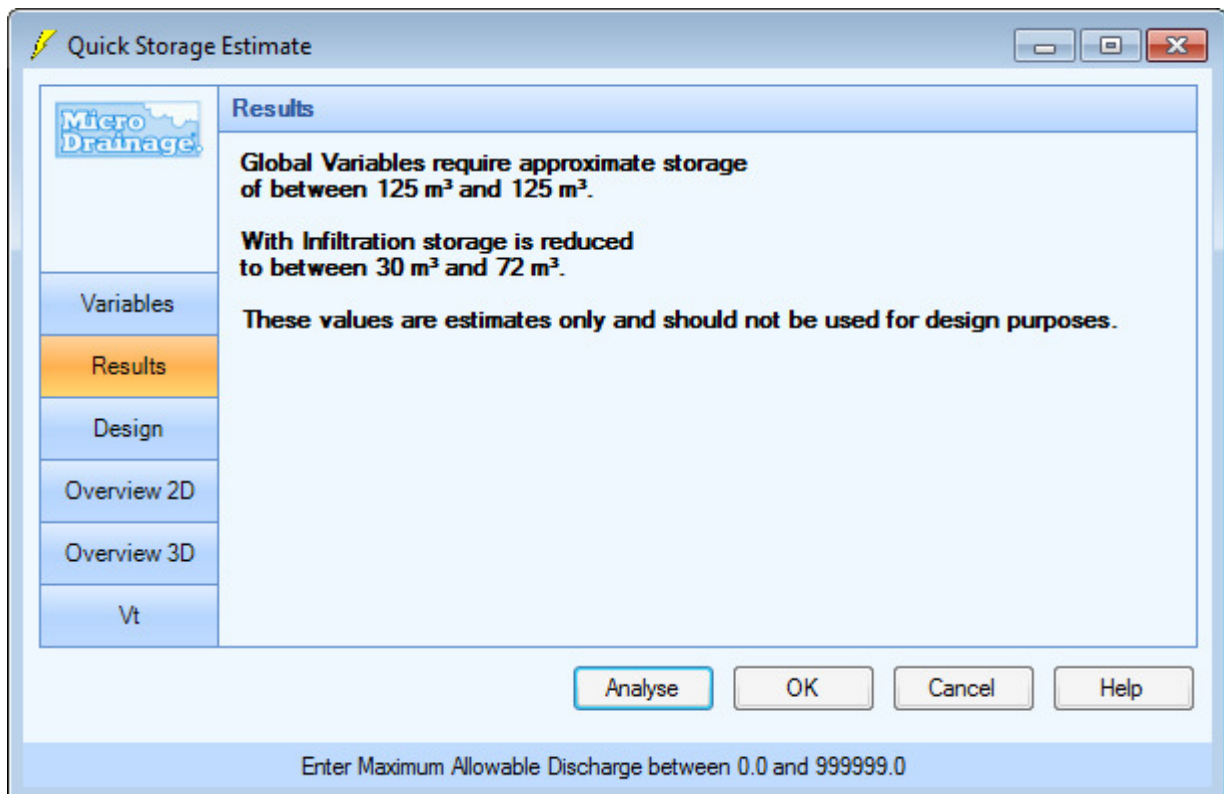 Quick Storage Estimate
Micro
Drainage.
Results
Global Variables require approximate storage
of between 125 m³ and 125 m³.
With Infiltration storage is reduced
to between 30 m³ and 72 m³.
These values are estimates only and should not be used for design purposes.
Variables
Results
Design
Overview 2D
Overview 3D
Vt
Analyse
OK
Cancel
Help
Enter Maximum Allowable Discharge between 0.0 and 999999.0